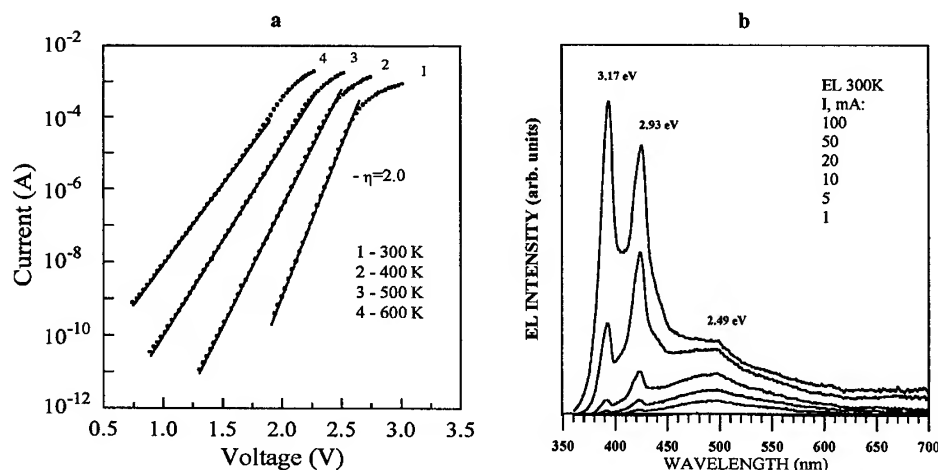 a
10-2
10-4
10-6
10-8
10-10
10-12
Current (A)
4
3
2
1
- η=2.0
1 - 300 K
2 - 400 K
3 - 500 K
4 - 600 K
0.5 1.0 1.5 2.0 2.5 3.0 3.5
Voltage (V)
b
EL INTENSITY (arb. units)
3.17 eV
2.93 eV
2.49 eV
EL 300K
I, mA:
100
50
20
10
5
1
350 400 450 500 550 600 650 700
WAVELENGTH (nm)